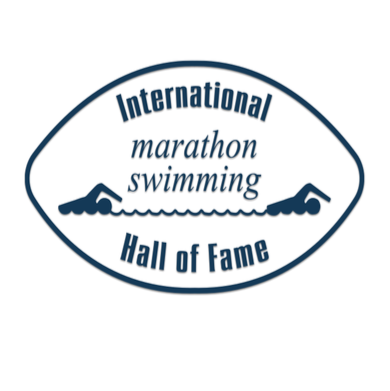 International
marathon
swimming
Hall of Fame